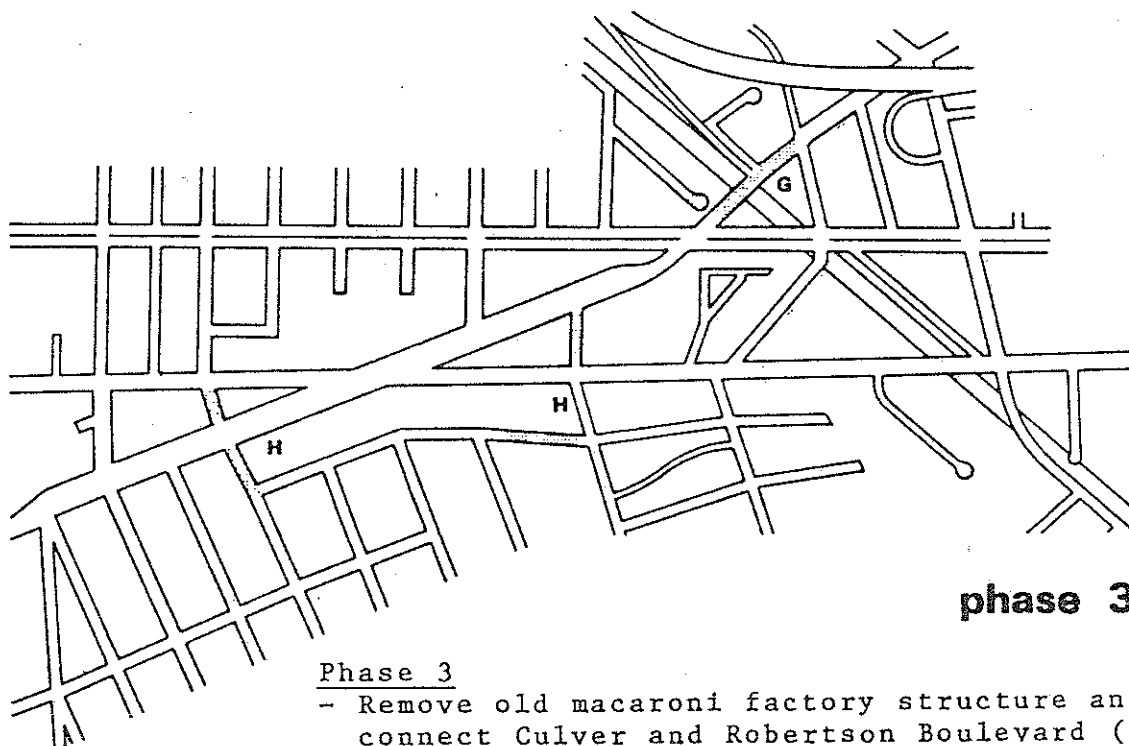 G
H
H
phase 3
Phase 3
- Remove old macaroni factory structure an
connect Culver and Robertson Boulevard (